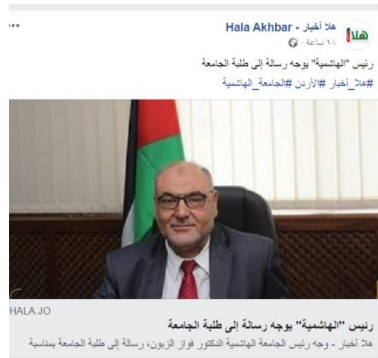 هلا أخبار - Hala Akhbar
١٨ ساعة ·
رئيس "الهاشمية" يوجه رسالة إلى طلبة الجامعة
#هلا_أخبار #الأردن #الجامعة_الهاشمية
HALA.JO
رئيس "الهاشمية" يوجه رسالة إلى طلبة الجامعة
هلا أخبار - وجه رئيس الجامعة الهاشمية الدكتور فواز الزبون، رسالة إلى طلبة الجامعة بمناسبة